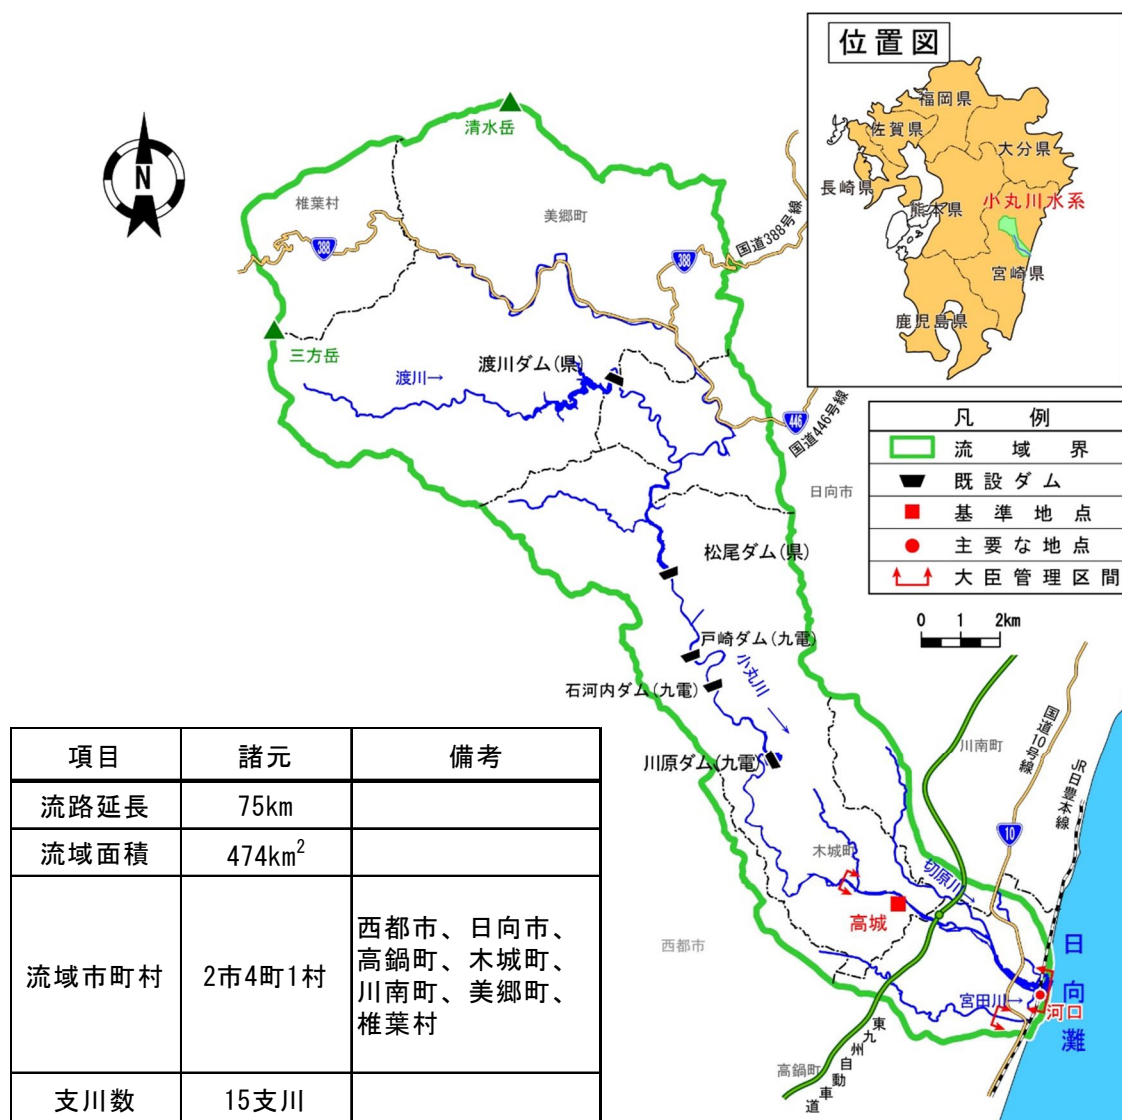 位置図
福岡県
佐賀県
大分県
長崎県
熊本県
小丸川水系
宮崎県
鹿児島県
N
清水岳
椎葉村
美郷町
388
388
国道388号線
三方岳
渡川→
渡川ダム(県)
446
国道446号線
日向市
凡 例
流域界
既設ダム
基準地点
主要な地点
大臣管理区間
0 1 2km
松尾ダム(県)
戸崎ダム(九電)
小丸川→
石河内ダム(九電)
川原ダム(九電)
川南町
国道10号線
JR日豊本線
10
木城町
切原川→
高城
西都市
宮田川→
河口
日向灘
高鍋町
東九州自動車道
項目 諸元 備考
流路延長 75km
流域面積 474km²
流域市町村 2市4町1村
西都市、日向市、
高鍋町、木城町、
川南町、美郷町、
椎葉村
支川数 15支川